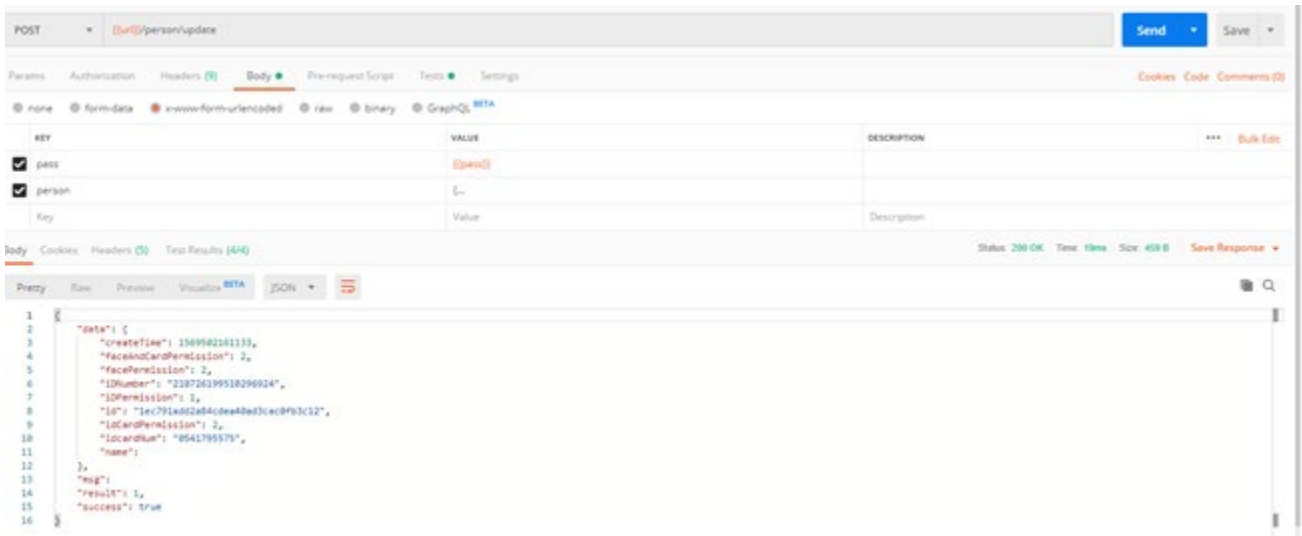 POST {{url}}/person/update Send Save
Params Authorization Headers (9) Body Pre-request Script Tests Settings Cookies Code Comments (0)
none form-data x-www-form-urlencoded raw binary GraphQL BETA
KEY VALUE DESCRIPTION ••• Bulk Edit
pass {{pass}}
person {...
Key Value Description
Body Cookies Headers (5) Test Results (4/4) Status: 200 OK Time: 19ms Size: 459 B Save Response
Pretty Raw Preview Visualize BETA JSON
1 {
2 "data": {
3 "createTime": 1569502161133,
4 "faceAndCardPermission": 2,
5 "facePermission": 2,
6 "iDNumber": "210726199510296924",
7 "iDPermission": 1,
8 "id":
9 "idCardPermission": 2,
10 "idcardNum": "0541795575",
11 "name":
12 },
13 "msg":
14 "result": 1,
15 "success": true
16 }